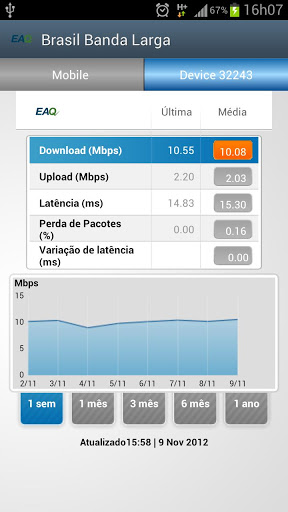 H+
67%
16h07
EAQ
Brasil Banda Larga
Mobile
Device 32243
EAQ
Última
Média
Download (Mbps)
10.55
10.08
Upload (Mbps)
2.20
2.03
Latência (ms)
14.83
15.30
Perda de Pacotes
(%)
0.00
0.16
Variação de latência
(ms)
0.00
Mbps
15
10
5
0
2/11 3/11 4/11 5/11 6/11 7/11 8/11 9/11
1 sem
1 mês
3 mês
6 mês
1 ano
Atualizado15:58 | 9 Nov 2012